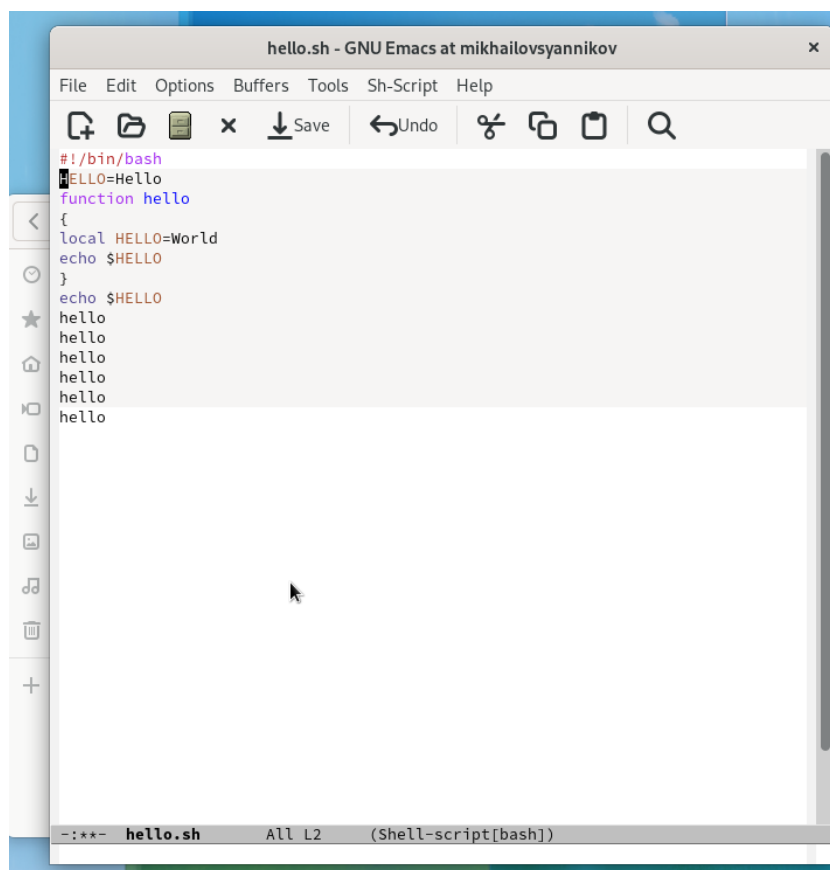 hello.sh - GNU Emacs at mikhailovsyannikov
File Edit Options Buffers Tools Sh-Script Help
Save Undo
#!/bin/bash
HELLO=Hello
function hello
{
local HELLO=World
echo $HELLO
}
echo $HELLO
hello
hello
hello
hello
hello
hello
-:**- hello.sh All L2 (Shell-script[bash])